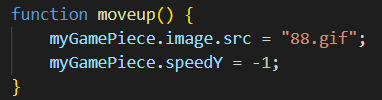 function moveup() {
    myGamePiece.image.src = "88.gif";
    myGamePiece.speedY = -1;
}